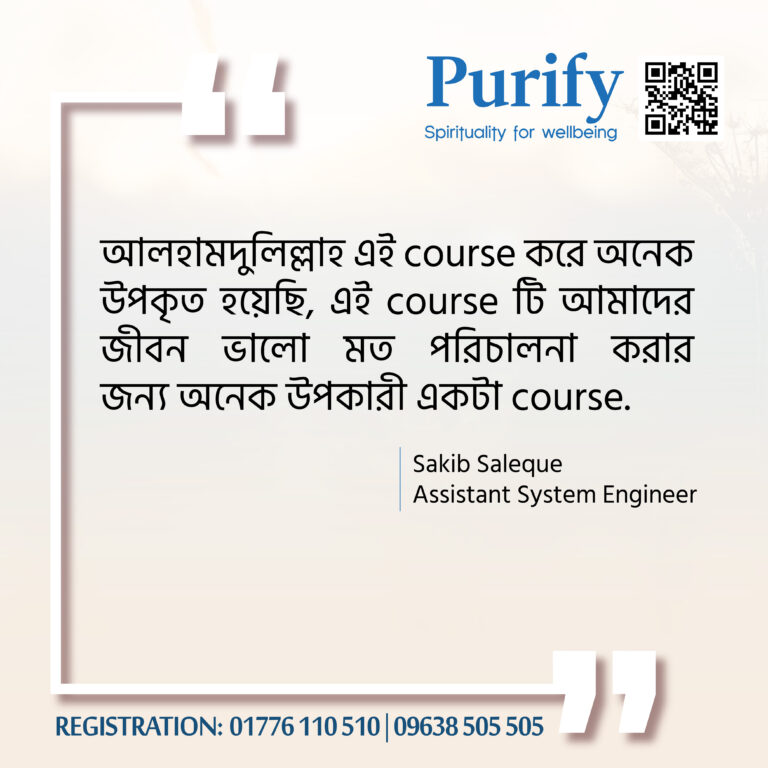 Purify
Spirituality for wellbeing
আলহামদুলিল্লাহ এই course করে অনেক
উপকৃত হয়েছি, এই course টি আমাদের
জীবন ভালো মত পরিচালনা করার
জন্য অনেক উপকারী একটা course.
Sakib Saleque
Assistant System Engineer
REGISTRATION: 01776 110 510 | 09638 505 505